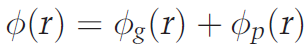 ϕ(r) = ϕg(r) + ϕp(r)